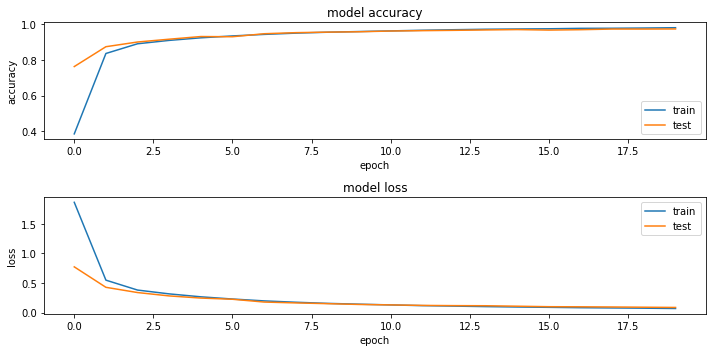 model accuracy
1.0
0.8
0.6
0.4
accuracy
train
test
0.0 2.5 5.0 7.5 10.0 12.5 15.0 17.5
epoch
model loss
1.5
1.0
0.5
0.0
loss
train
test
0.0 2.5 5.0 7.5 10.0 12.5 15.0 17.5
epoch